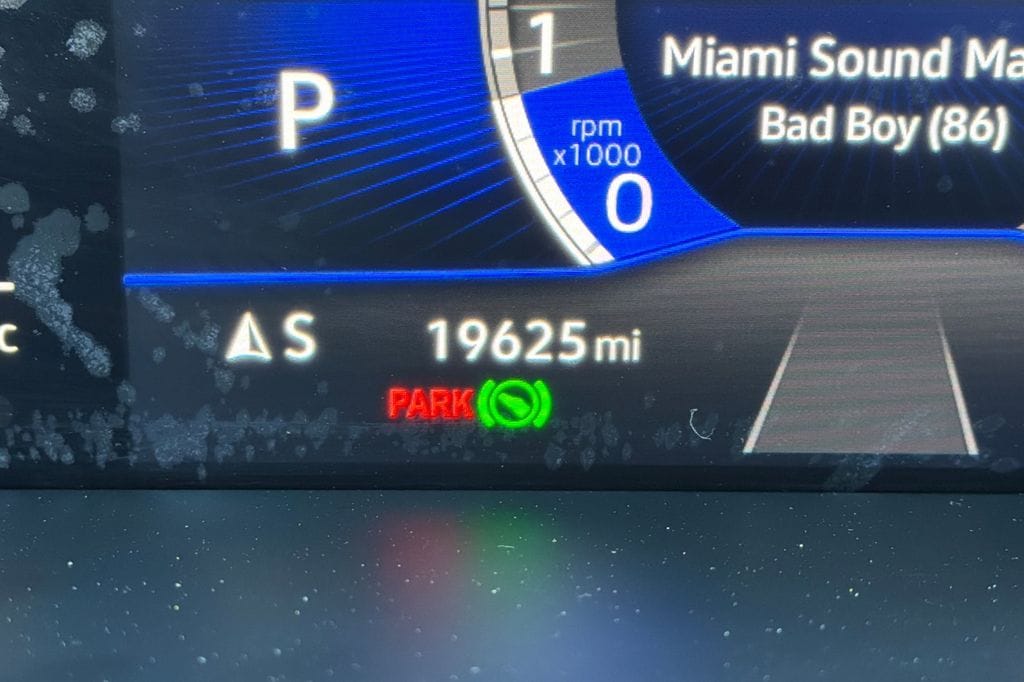 P
1
rpm
x1000
0
Miami Sound Ma
Bad Boy (86)
c
S
19625 mi
PARK